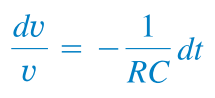 dv/v = − 1/RC dt